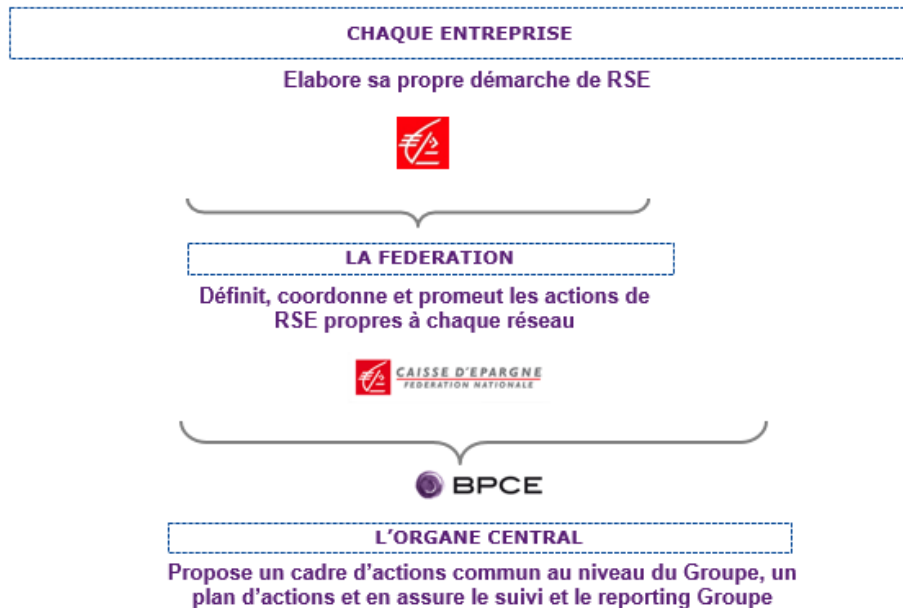 CHAQUE ENTREPRISE
Elabore sa propre démarche de RSE
LA FEDERATION
Définit, coordonne et promeut les actions de
RSE propres à chaque réseau
CAISSE D'EPARGNE
FEDERATION NATIONALE
BPCE
L'ORGANE CENTRAL
Propose un cadre d'actions commun au niveau du Groupe, un
plan d'actions et en assure le suivi et le reporting Groupe